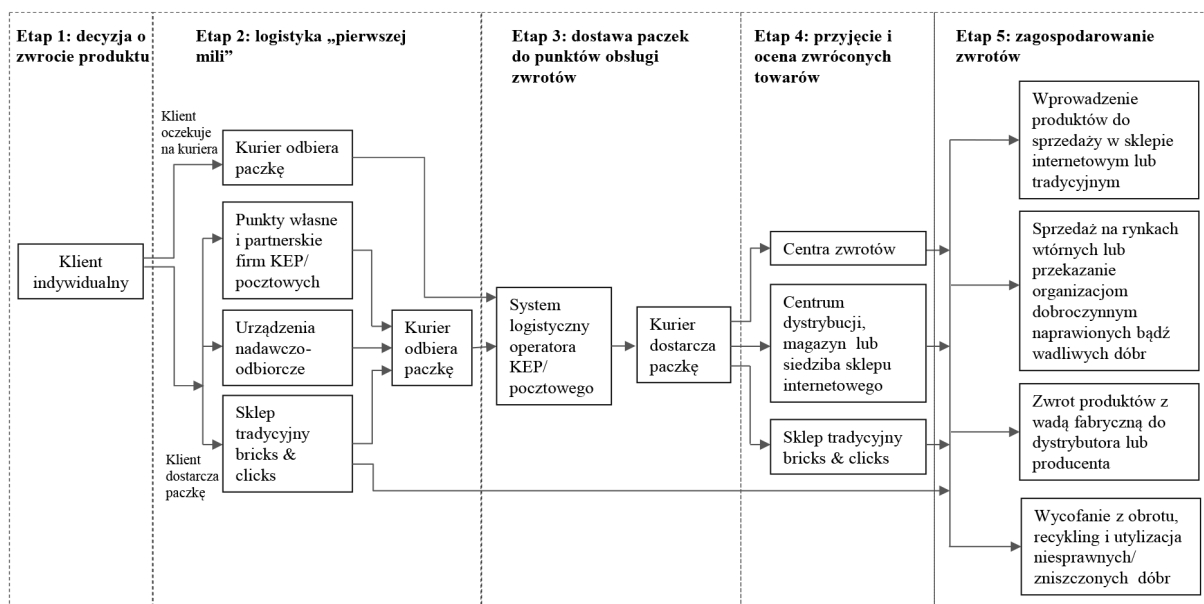 Etap 1: decyzja o
zwrocie produktu
Etap 2: logistyka „pierwszej
mili”
Etap 3: dostawa paczek
do punktów obsługi
zwrotów
Etap 4: przyjęcie i
ocena zwróconych
towarów
Etap 5: zagospodarowanie
zwrotów
Klient
indywidualny
Klient
oczekuje
na kuriera
Klient
dostarcza
paczkę
Kurier odbiera
paczkę
Punkty własne
i partnerskie
firm KEP/
pocztowych
Urządzenia
nadawczo-
odbiorcze
Sklep
tradycyjny
bricks &
clicks
Kurier
odbiera
paczkę
System
logistyczny
operatora
KEP/
pocztowego
Kurier
dostarcza
paczkę
Centra zwrotów
Centrum
dystrybucji,
magazyn lub
siedziba sklepu
internetowego
Sklep tradycyjny
bricks & clicks
Wprowadzenie
produktów do
sprzedaży w sklepie
internetowym lub
tradycyjnym
Sprzedaż na rynkach
wtórnych lub
przekazanie
organizacjom
dobroczynnym
naprawionych bądź
wadliwych dóbr
Zwrot produktów z
wadą fabryczną do
dystrybutora lub
producenta
Wycofanie z obrotu,
recykling i utylizacja
niesprawnych/
zniszczonych dóbr